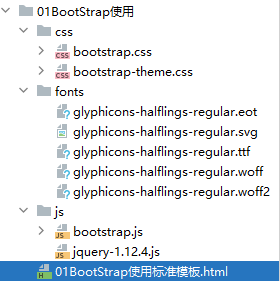 01BootStrap使用
css
bootstrap.css
bootstrap-theme.css
fonts
glyphicons-halflings-regular.eot
glyphicons-halflings-regular.svg
glyphicons-halflings-regular.ttf
glyphicons-halflings-regular.woff
glyphicons-halflings-regular.woff2
js
bootstrap.js
jquery-1.12.4.js
01BootStrap使用标准模板.html